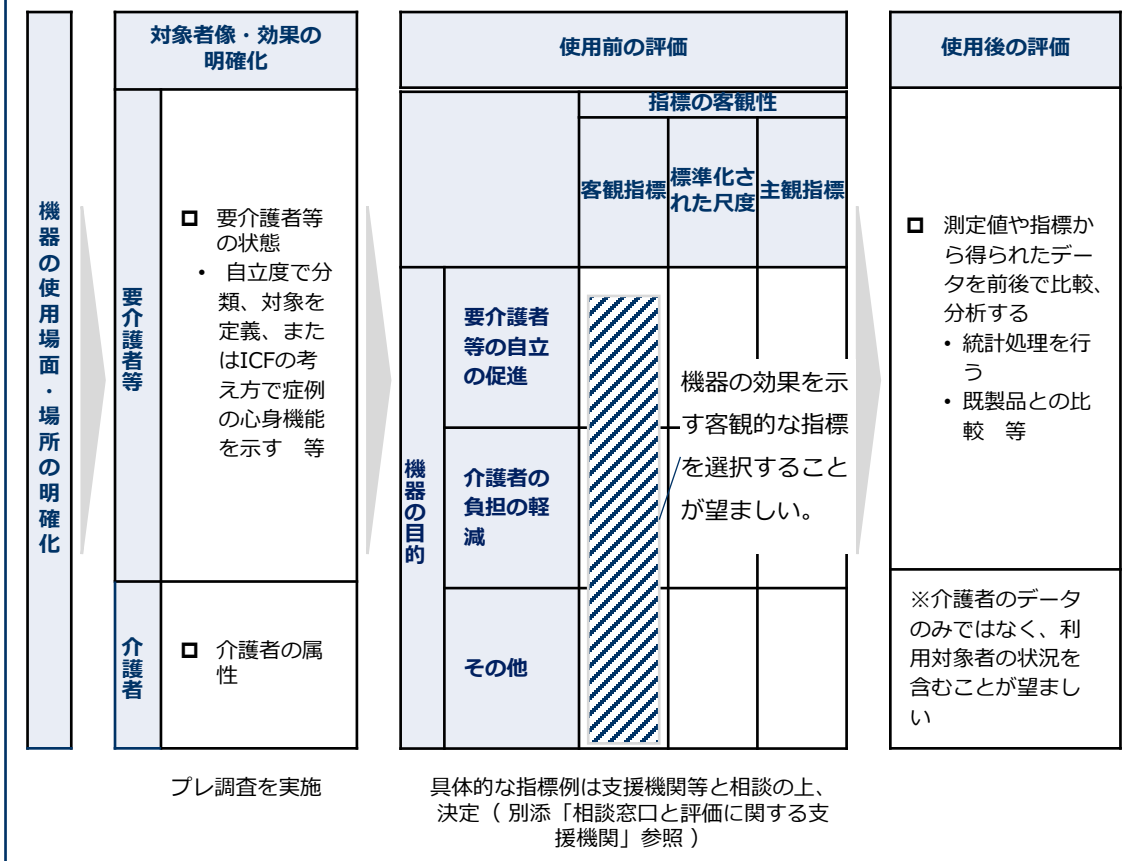 機器の使用場面・場所の明確化
対象者像・効果の
明確化
要介護者等
□ 要介護者等
の状態
• 自立度で分
類、対象を
定義、また
はICFの考
え方で症例
の心身機能
を示す 等
介護者
□ 介護者の属
性
プレ調査を実施
使用前の評価
指標の客観性
客観指標
標準化さ
れた尺度
主観指標
機器の目的
要介護者
等の自立
の促進
介護者の
負担の軽
減
その他
機器の効果を示
す客観的な指標
を選択すること
が望ましい。
具体的な指標例は支援機関等と相談の上、
決定（ 別添「相談窓口と評価に関する支
援機関」参照 ）
使用後の評価
□ 測定値や指標か
ら得られたデー
タを前後で比較、
分析する
• 統計処理を行
う
• 既製品との比
較 等
※介護者のデータ
のみではなく、利
用対象者の状況を
含むことが望まし
い